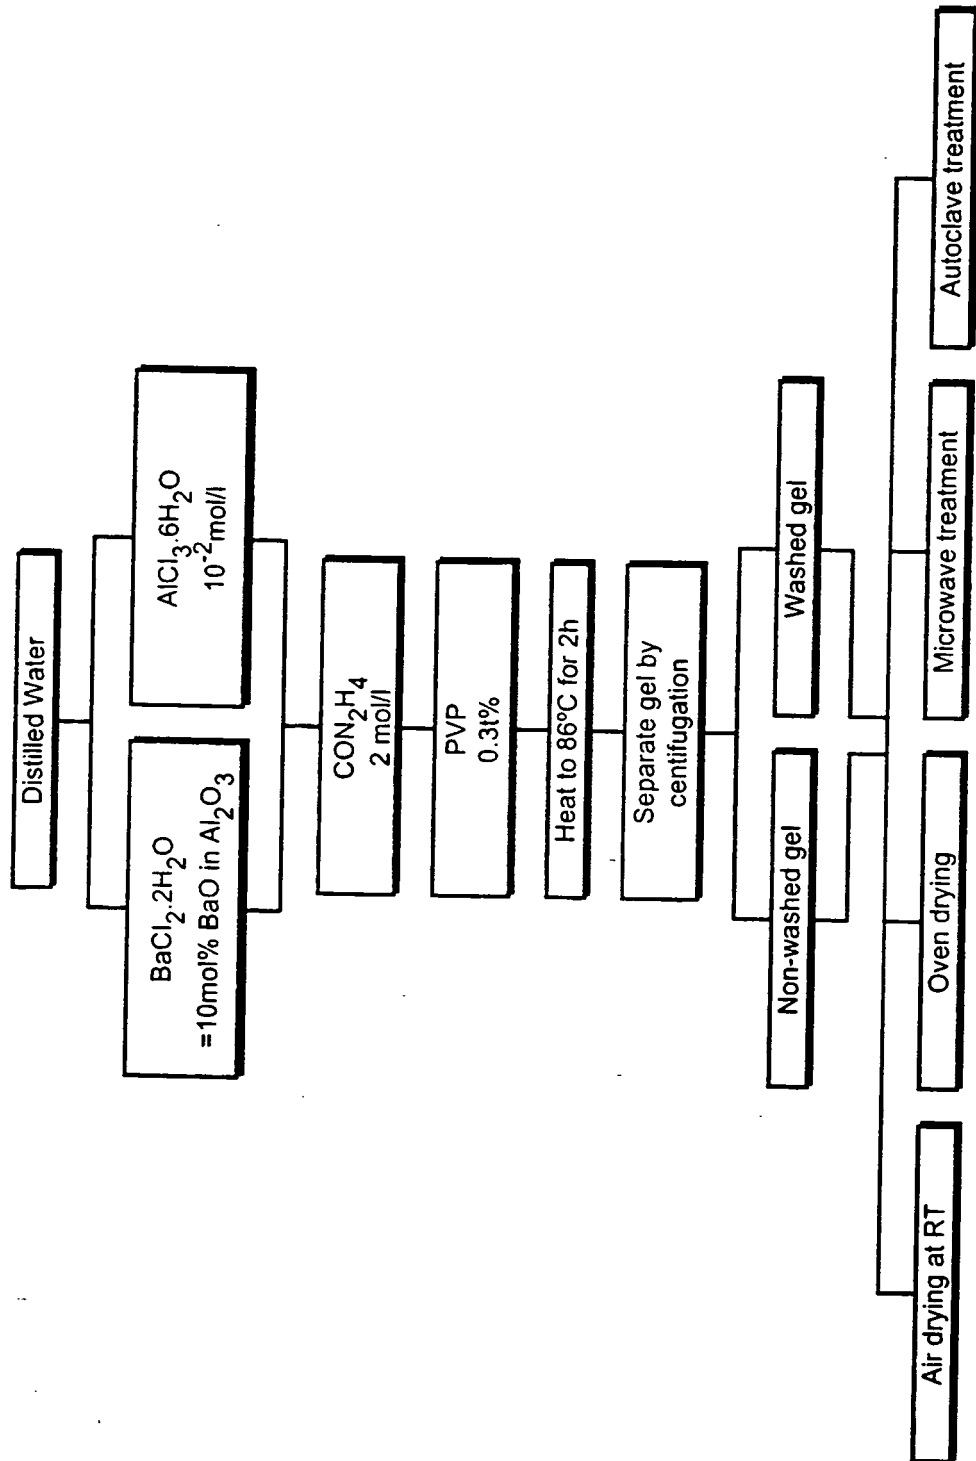 Distilled Water
BaCl₂.2H₂O
=10mol% BaO in Al₂O₃
AlCl₃.6H₂O
10⁻²mol/l
CON₂H₄
2 mol/l
PVP
0.3t%
Heat to 86ºC for 2h
Separate gel by
centifugation
Non-washed gel
Washed gel
Air drying at RT
Oven drying
Microwave treatment
Autoclave treatment